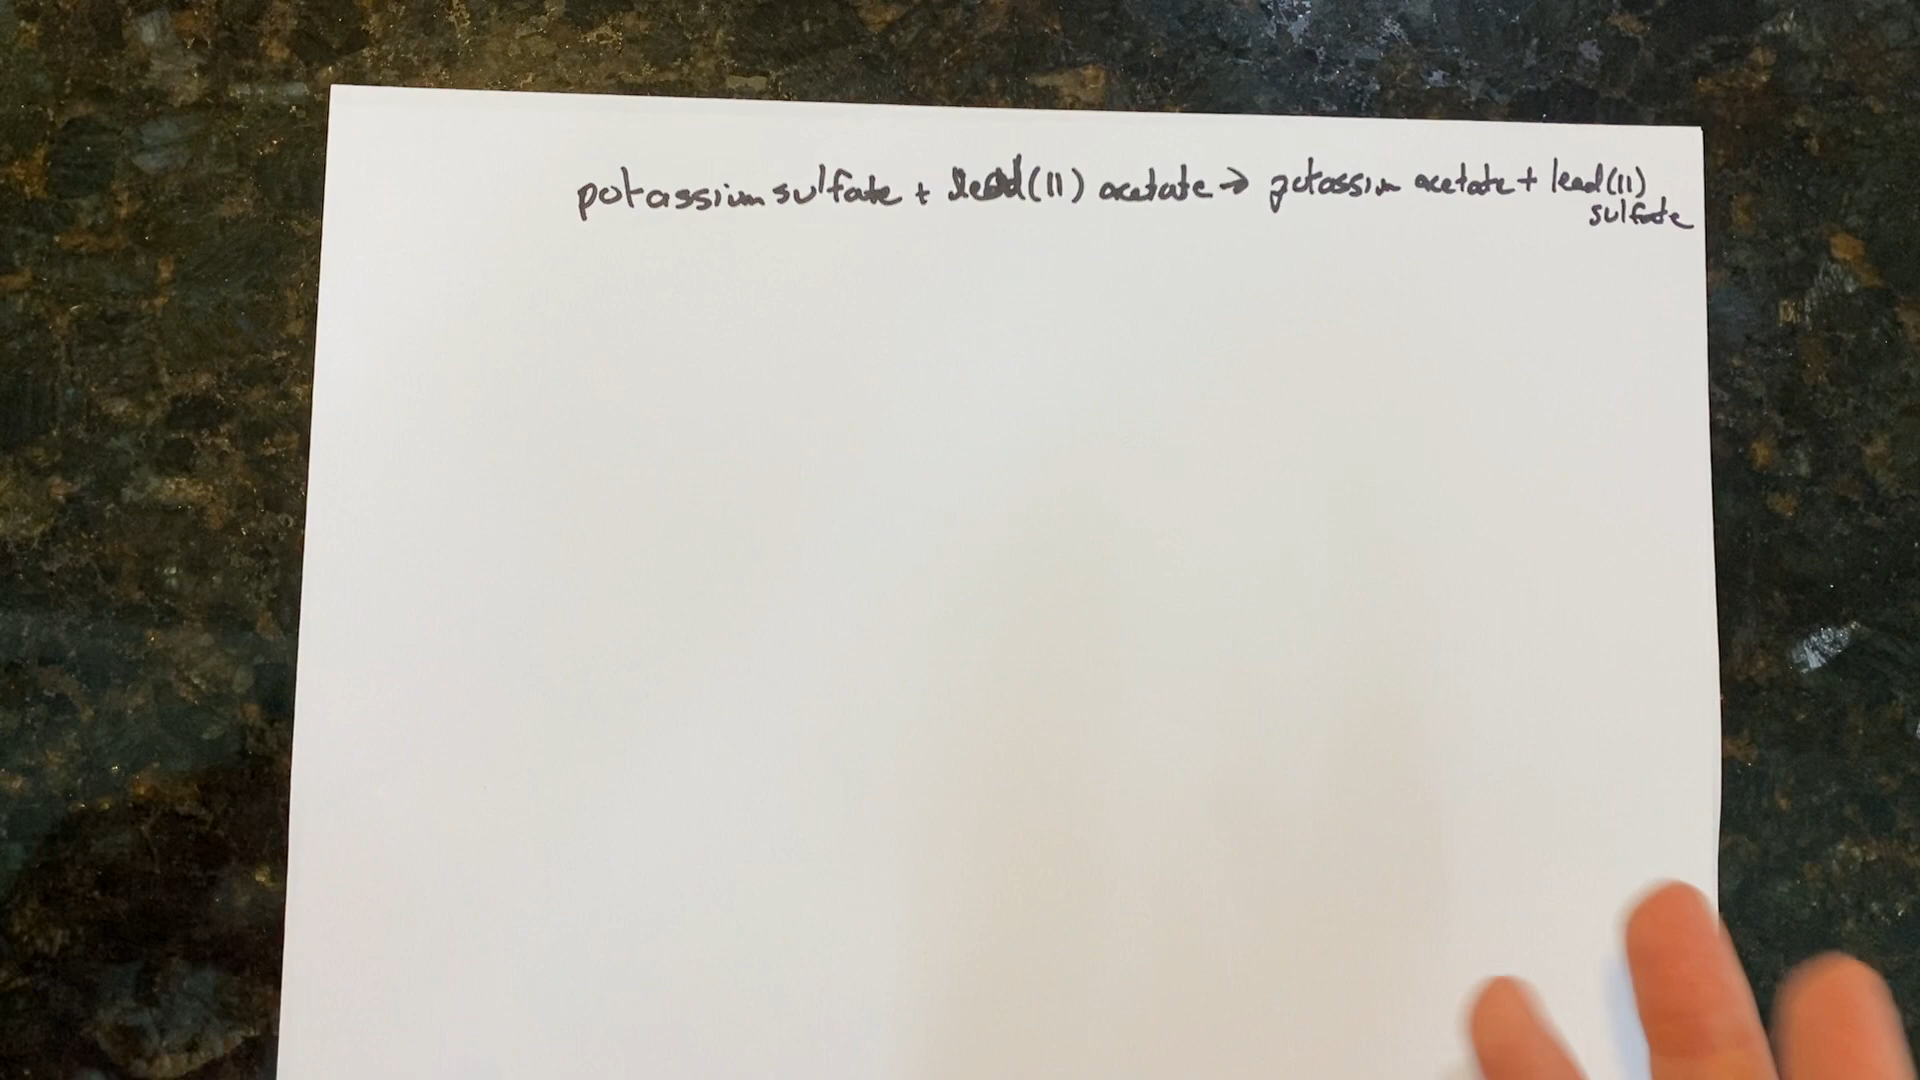 potassium sulfate + lead(II) acetate → potassium acetate + lead(II)
sulfate